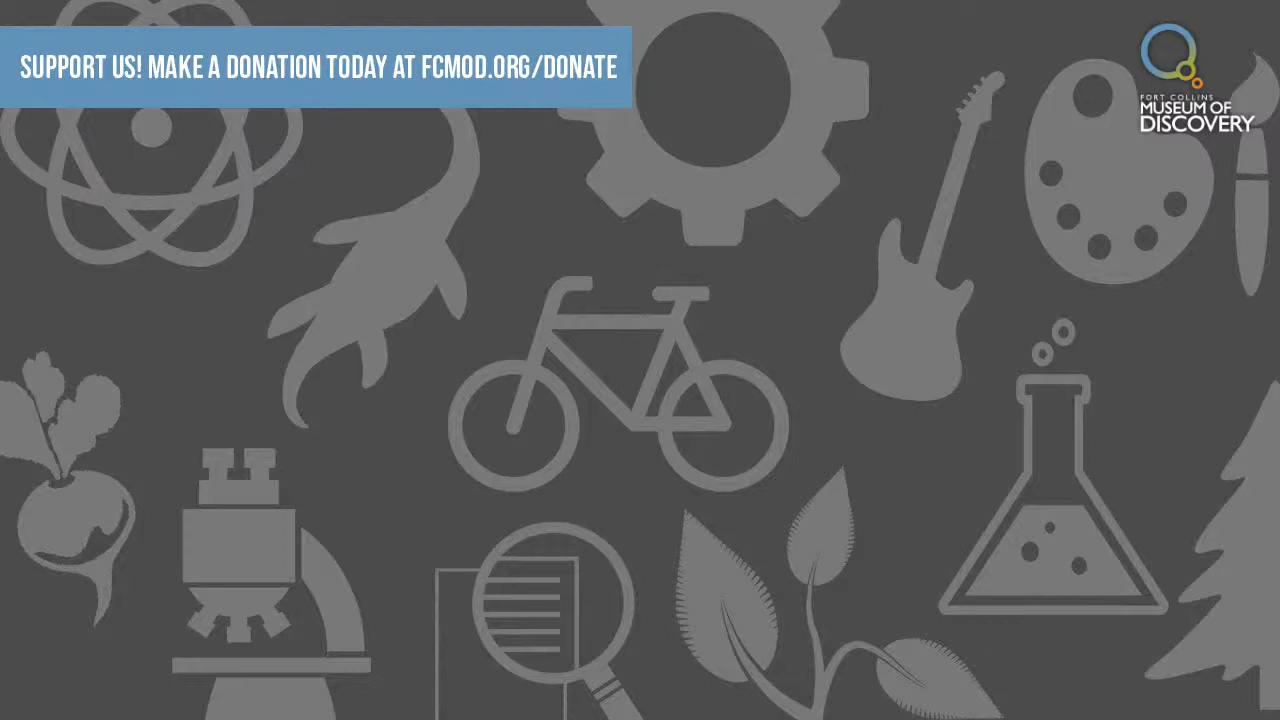 SUPPORT US! MAKE A DONATION TODAY AT FCMOD.ORG/DONATE
FORT COLLINS
MUSEUM OF
DISCOVERY